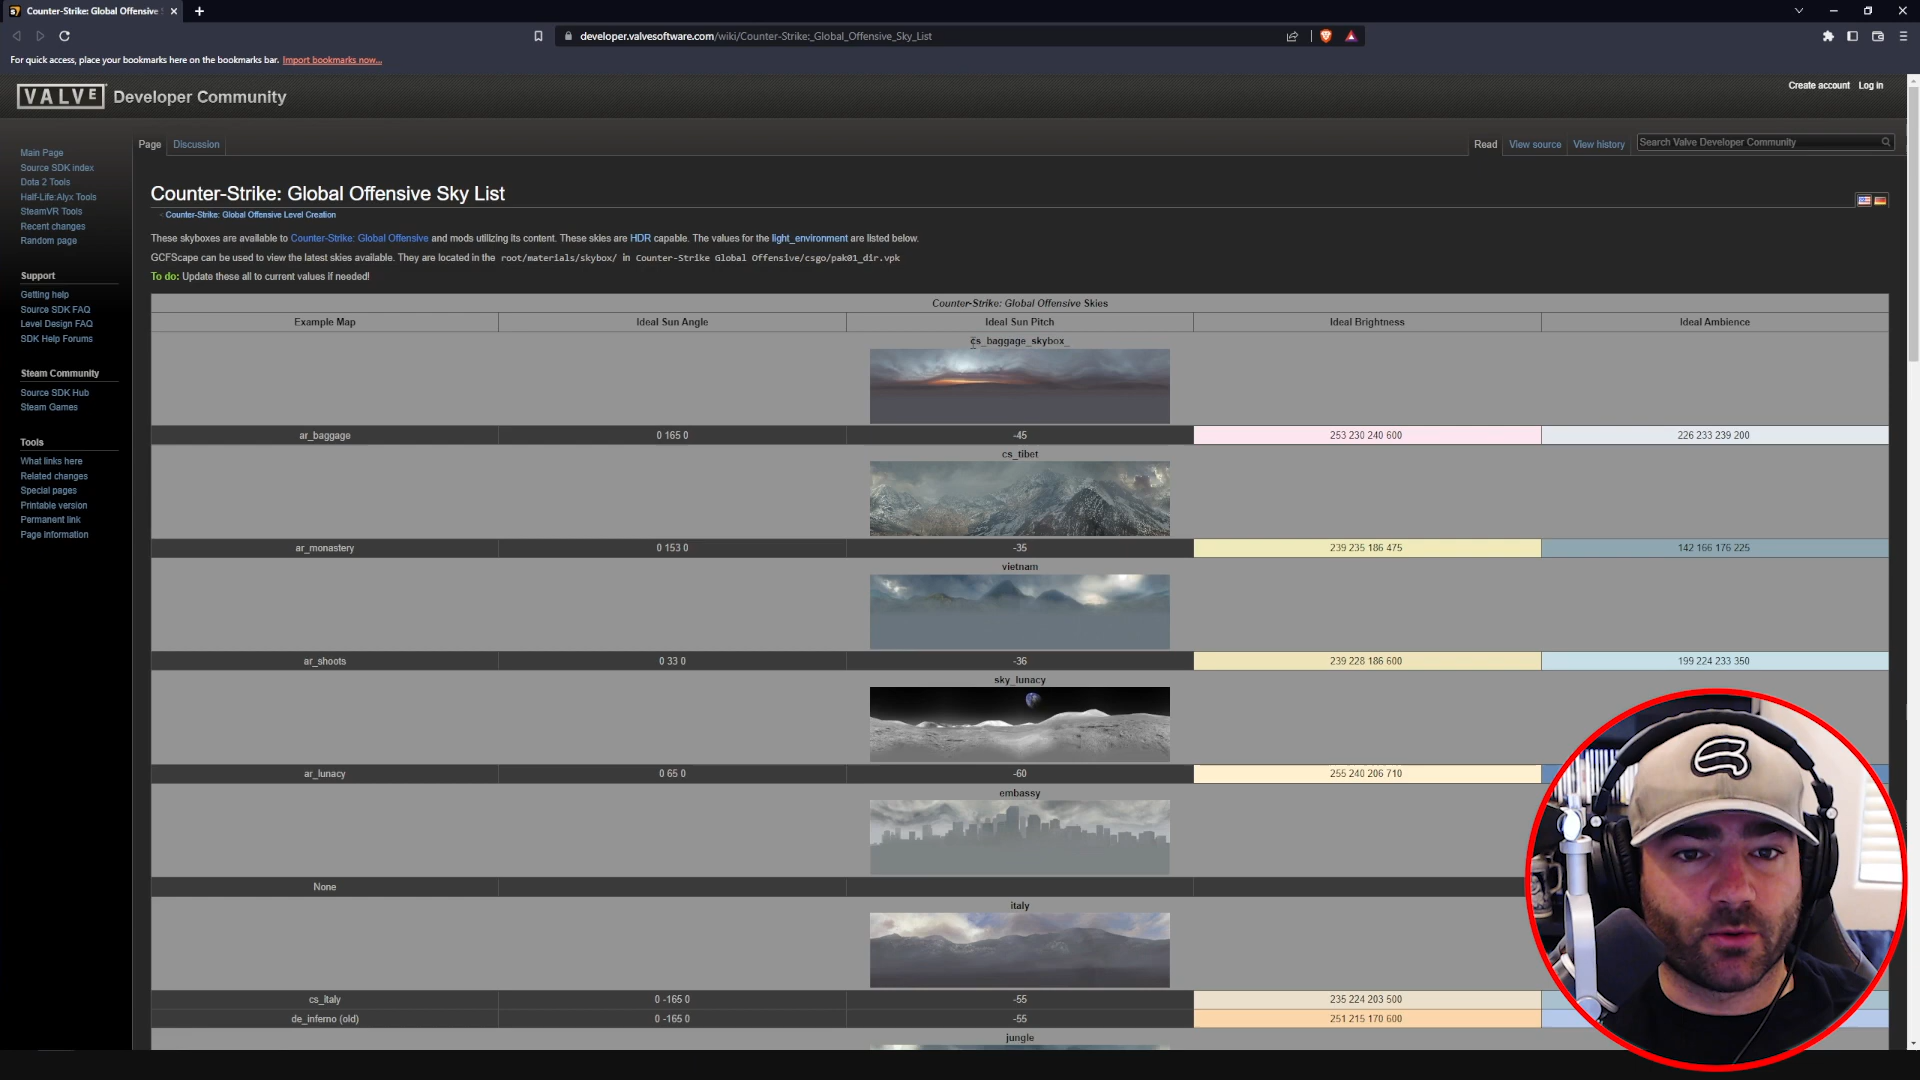 Counter-Strike: Global Offensive
developer.valvesoftware.com/wiki/Counter-Strike:_Global_Offensive_Sky_List
For quick access, place your bookmarks here on the bookmarks bar. Import bookmarks now...
VALVE Developer Community
Create account Log in
Page Discussion
Read View source View history Search Valve Developer Community
Main Page
Source SDK index
Dota 2 Tools
Half-Life:Alyx Tools
SteamVR Tools
Recent changes
Random page
Support
Getting help
Source SDK FAQ
Level Design FAQ
SDK Help Forums
Steam Community
Source SDK Hub
Steam Games
Tools
What links here
Related changes
Special pages
Printable version
Permanent link
Page information
Counter-Strike: Global Offensive Sky List
< Counter-Strike: Global Offensive Level Creation
These skyboxes are available to Counter-Strike: Global Offensive and mods utilizing its content. These skies are HDR capable. The values for the light_environment are listed below.
GCFScape can be used to view the latest skies available. They are located in the root/materials/skybox/ in Counter-Strike Global Offensive/csgo/pak01_dir.vpk
To do: Update these all to current values if needed!
Counter-Strike: Global Offensive Skies
Example Map Ideal Sun Angle Ideal Sun Pitch Ideal Brightness Ideal Ambience
cs_baggage_skybox_
ar_baggage 0 165 0 -45 253 230 240 600 226 233 239 200
cs_tibet
ar_monastery 0 153 0 -35 239 235 186 475 142 166 176 225
vietnam
ar_shoots 0 33 0 -36 239 228 186 600 199 224 233 350
sky_lunacy
ar_lunacy 0 65 0 -60 255 240 206 710
embassy
None
italy
cs_italy 0 -165 0 -55 235 224 203 500
de_inferno (old) 0 -165 0 -55 251 215 170 600
jungle